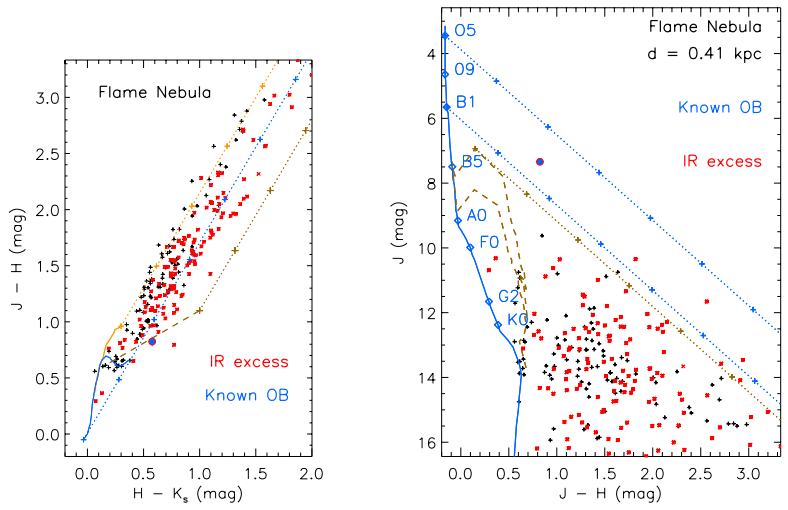 Flame Nebula
IR excess
Known OB
0.0
0.5
1.0
1.5
2.0
2.5
3.0
J − H (mag)
0.0
0.5
1.0
1.5
2.0
H − Ks (mag)
Flame Nebula
d = 0.41 kpc
Known OB
IR excess
O5
O9
B1
B5
A0
F0
G2
K0
4
6
8
10
12
14
16
J (mag)
0.0
0.5
1.0
1.5
2.0
2.5
3.0
J − H (mag)